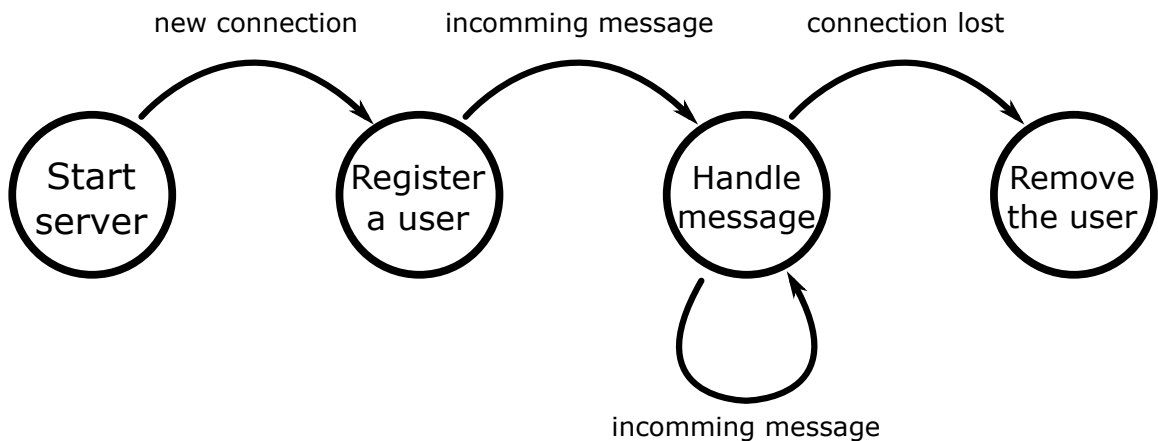 new connection
incomming message
connection lost
Start
server
Register
a user
Handle
message
Remove
the user
incomming message